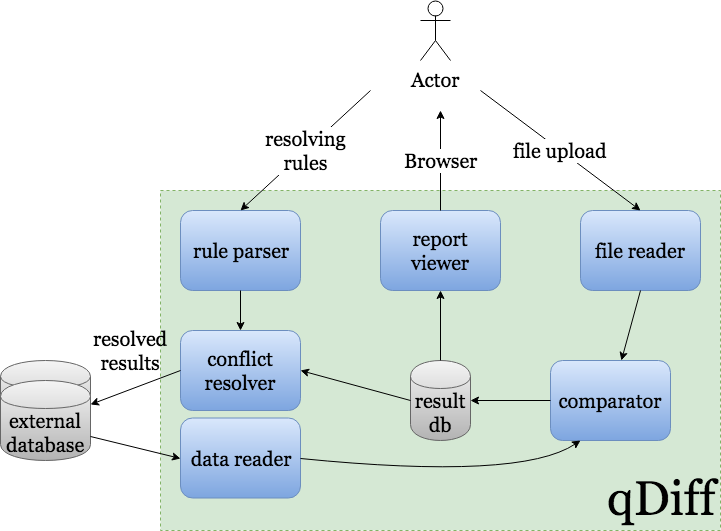 Actor
resolving
rules
Browser
file upload
rule parser
report
viewer
file reader
resolved
results
conflict
resolver
external
database
result
db
comparator
data reader
qDiff